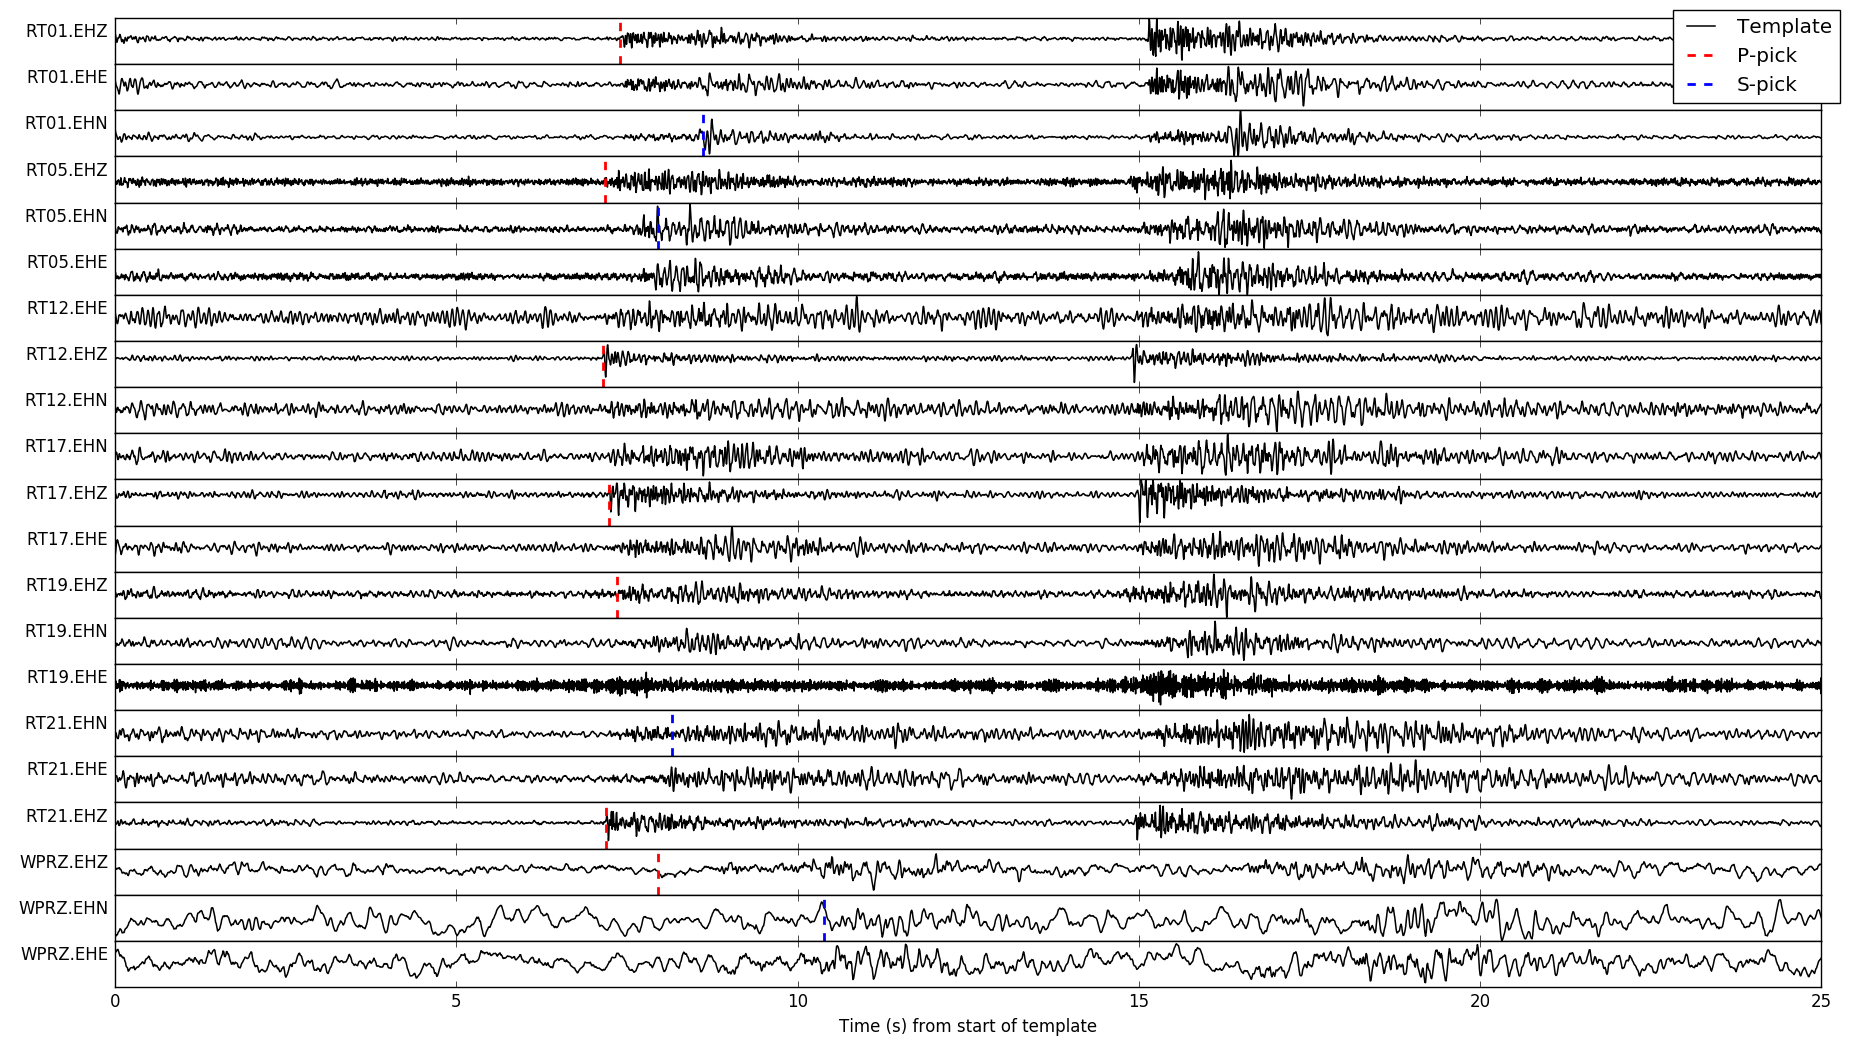 RT01.EHZ
RT01.EHE
RT01.EHN
RT05.EHZ
RT05.EHN
RT05.EHE
RT12.EHE
RT12.EHZ
RT12.EHN
RT17.EHN
RT17.EHZ
RT17.EHE
RT19.EHZ
RT19.EHN
RT19.EHE
RT21.EHN
RT21.EHE
RT21.EHZ
WPRZ.EHZ
WPRZ.EHN
WPRZ.EHE
Template
P-pick
S-pick
0 5 10 15 20 25
Time (s) from start of template